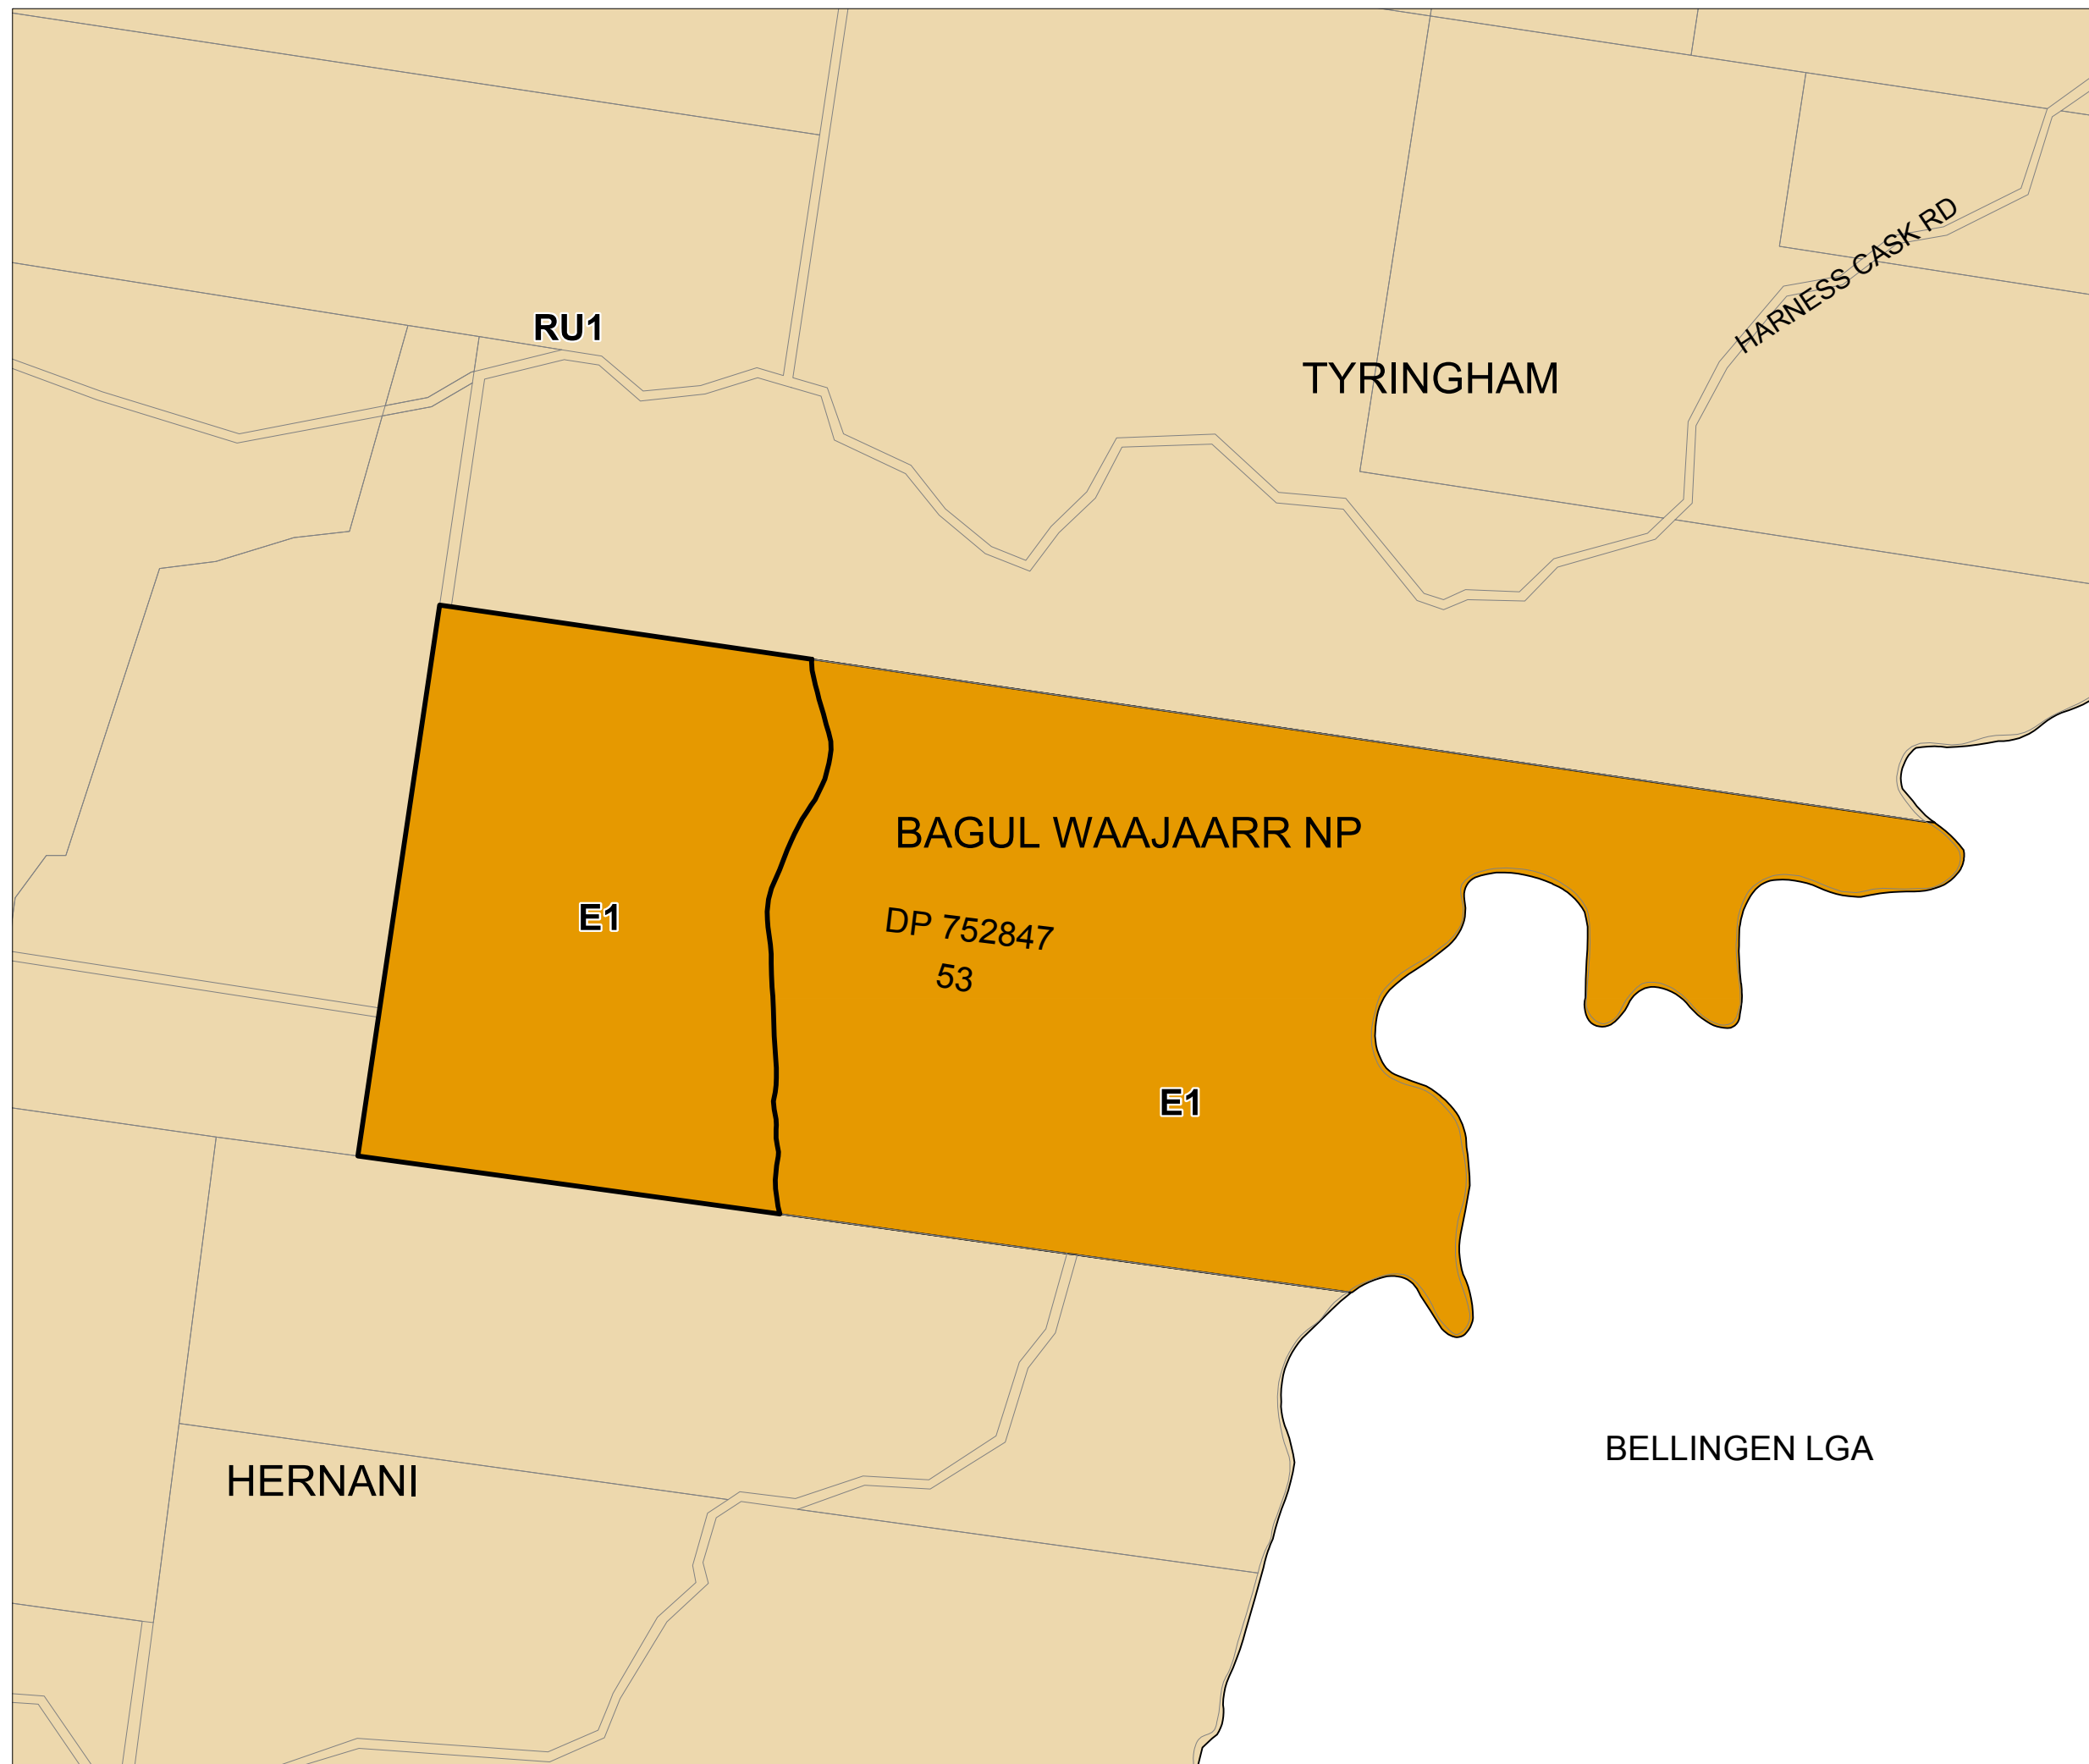 HARNESS CASK RD
RU1
TYRINGHAM
BAGUL WAAJAARR NP
E1
DP 752847
53
E1
BELLINGEN LGA
HERNANI